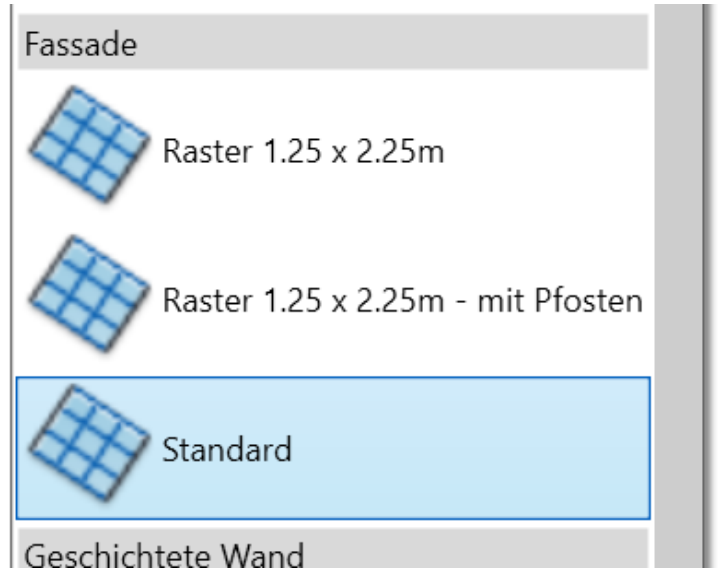 Fassade
Raster 1.25 x 2.25m
Raster 1.25 x 2.25m - mit Pfosten
Standard
Geschichtete Wand